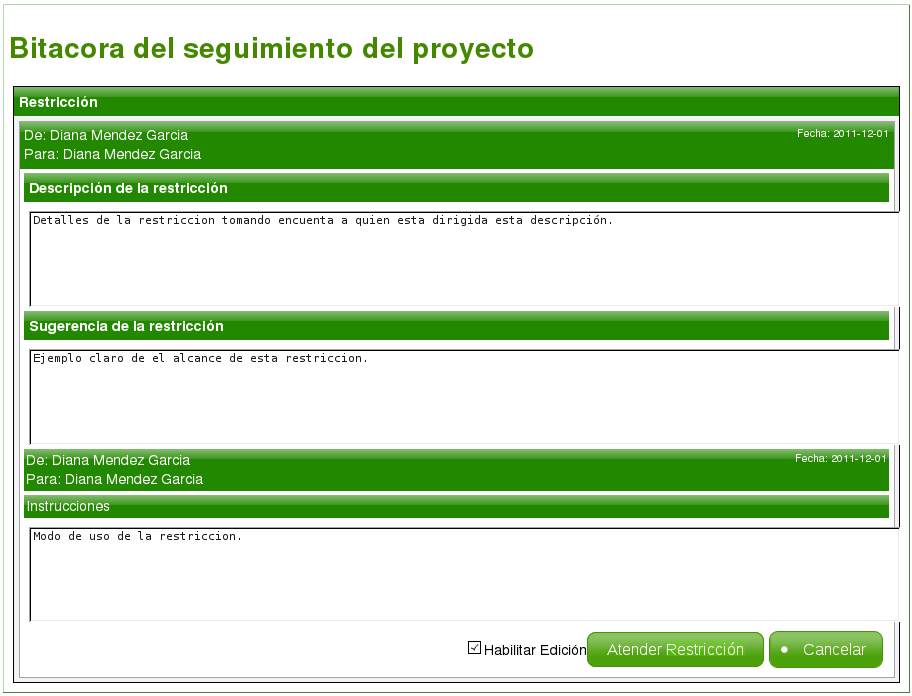 Bitacora del seguimiento del proyecto
Restricción
De: Diana Mendez Garcia
Fecha: 2011-12-01
Para: Diana Mendez Garcia
Descripción de la restricción
Detalles de la restriccion tomando encuenta a quien esta dirigida esta descripción.
Sugerencia de la restricción
Ejemplo claro de el alcance de esta restriccion.
De: Diana Mendez Garcia
Fecha: 2011-12-01
Para: Diana Mendez Garcia
Instrucciones
Modo de uso de la restriccion.
Habilitar Edición
Atender Restricción
Cancelar